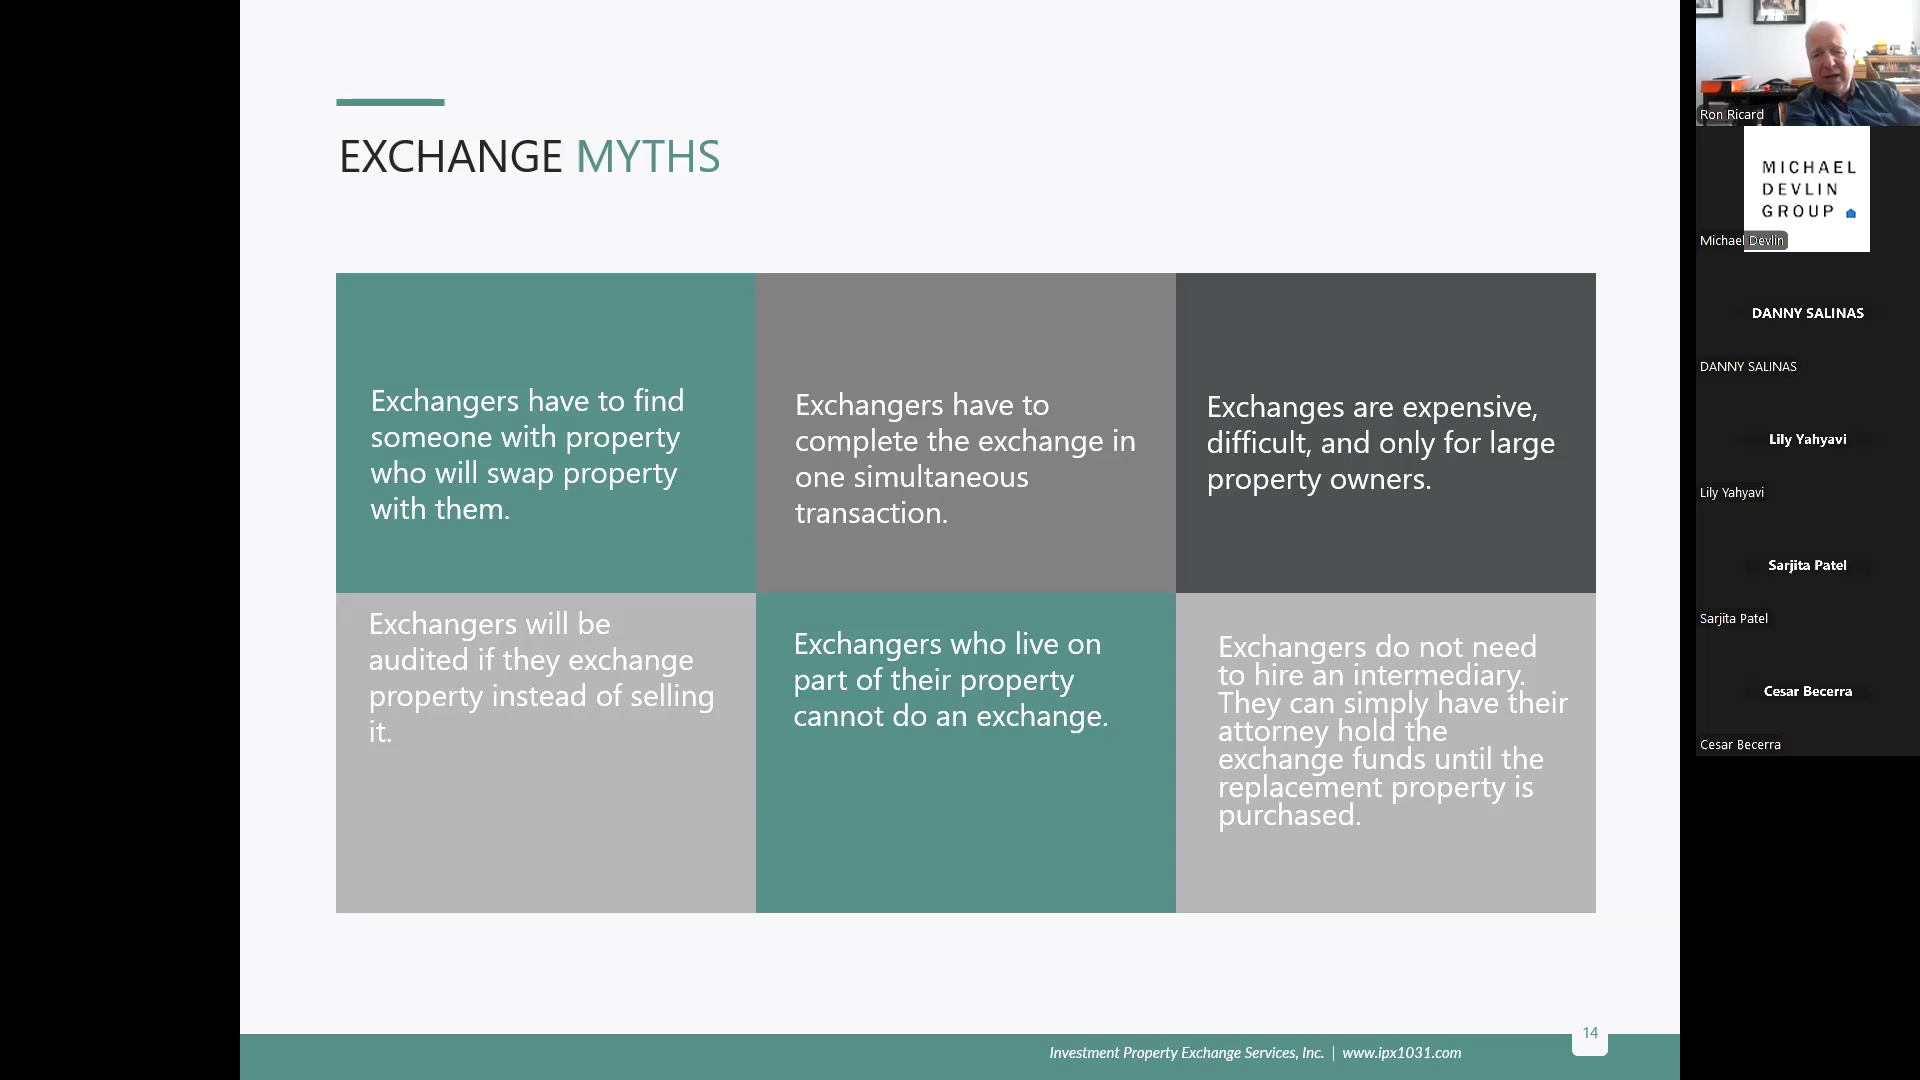 EXCHANGE MYTHS
Exchangers have to find
someone with property
who will swap property
with them.
Exchangers have to
complete the exchange in
one simultaneous
transaction.
Exchanges are expensive,
difficult, and only for large
property owners.
Exchangers will be
audited if they exchange
property instead of selling
it.
Exchangers who live on
part of their property
cannot do an exchange.
Exchangers do not need
to hire an intermediary.
They can simply have their
attorney hold the
exchange funds until the
replacement property is
purchased.
14
Investment Property Exchange Services, Inc. | www.ipx1031.com
Ron Ricard
MICHAEL
DEVLIN
GROUP
Michael Devlin
DANNY SALINAS
DANNY SALINAS
Lily Yahyavi
Lily Yahyavi
Sarjita Patel
Sarjita Patel
Cesar Becerra
Cesar Becerra